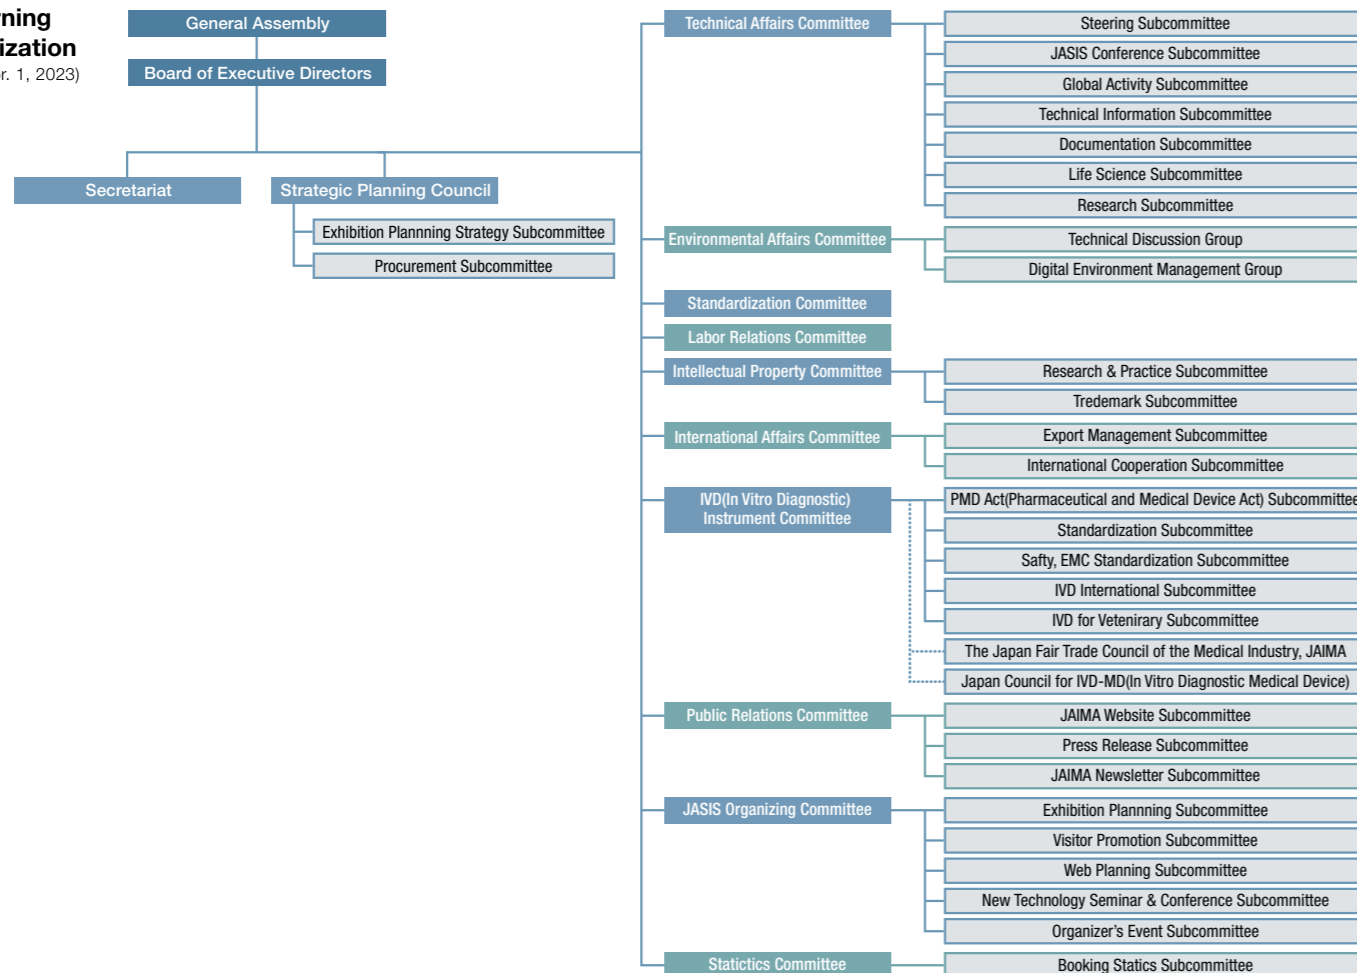 rning
ization
r. 1, 2023)
General Assembly
Board of Executive Directors
Secretariat
Strategic Planning Council
Exhibition Plannning Strategy Subcommittee
Procurement Subcommittee
Technical Affairs Committee
Steering Subcommittee
JASIS Conference Subcommittee
Global Activity Subcommittee
Technical Information Subcommittee
Documentation Subcommittee
Life Science Subcommittee
Research Subcommittee
Environmental Affairs Committee
Technical Discussion Group
Digital Environment Management Group
Standardization Committee
Labor Relations Committee
Intellectual Property Committee
Research & Practice Subcommittee
Tredemark Subcommittee
International Affairs Committee
Export Management Subcommittee
International Cooperation Subcommittee
IVD(In Vitro Diagnostic)
Instrument Committee
PMD Act(Pharmaceutical and Medical Device Act) Subcommittee
Standardization Subcommittee
Safty, EMC Standardization Subcommittee
IVD International Subcommittee
IVD for Vetenirary Subcommittee
The Japan Fair Trade Council of the Medical Industry, JAIMA
Japan Council for IVD-MD(In Vitro Diagnostic Medical Device)
Public Relations Committee
JAIMA Website Subcommittee
Press Release Subcommittee
JAIMA Newsletter Subcommittee
JASIS Organizing Committee
Exhibition Plannning Subcommittee
Visitor Promotion Subcommittee
Web Planning Subcommittee
New Technology Seminar & Conference Subcommittee
Organizer's Event Subcommittee
Statictics Committee
Booking Statics Subcommittee